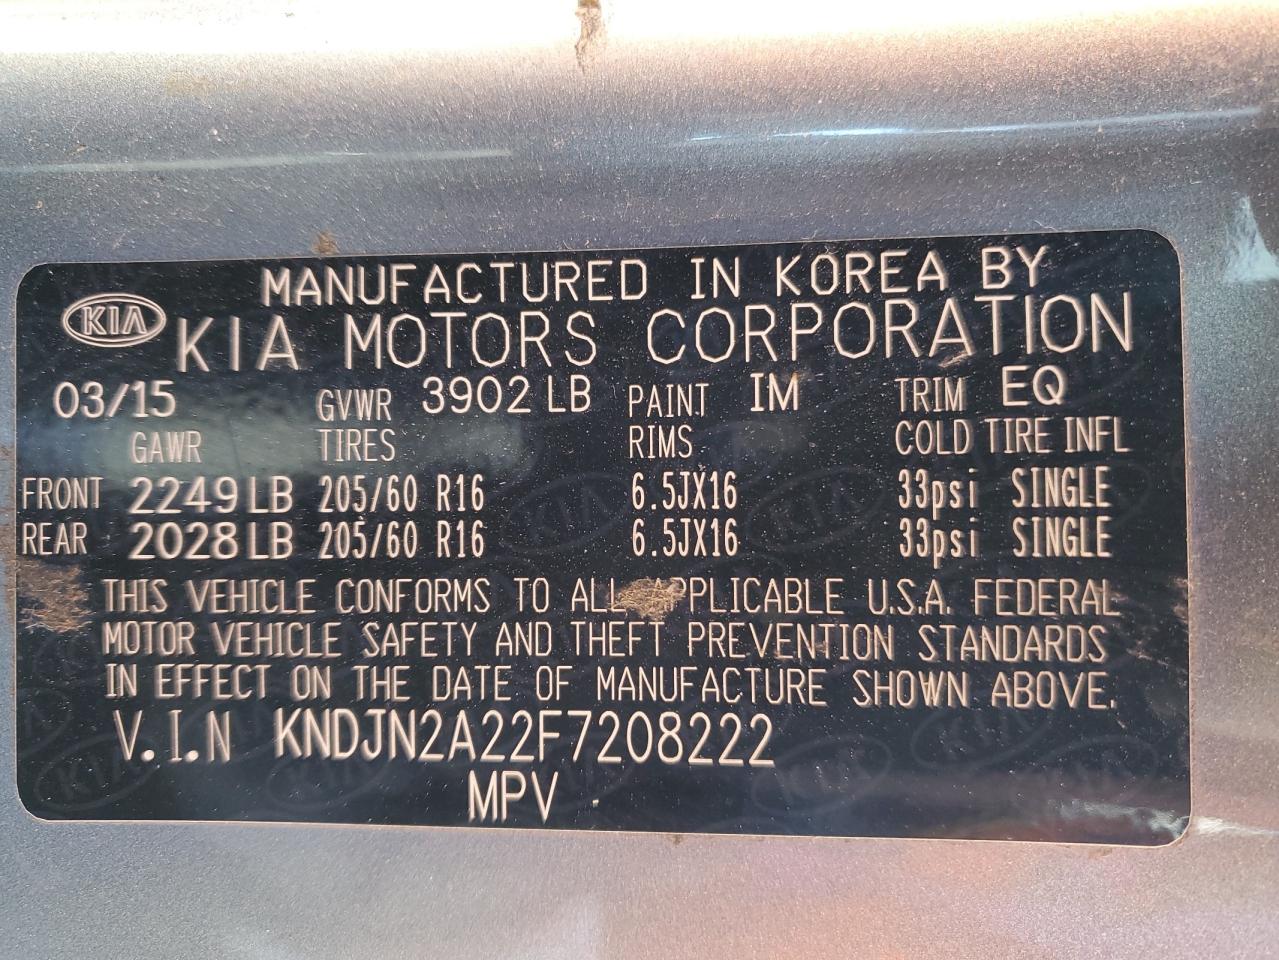 MANUFACTURED IN KOREA BY
KIA KIA MOTORS CORPORATION
03/15 GVWR 3902 LB PAINT IM TRIM EQ
GAWR TIRES RIMS COLD TIRE INFL
FRONT 2249 LB 205/60 R16 6.5JX16 33psi SINGLE
REAR 2028 LB 205/60 R16 6.5JX16 33psi SINGLE
THIS VEHICLE CONFORMS TO ALL APPLICABLE U.S.A. FEDERAL
MOTOR VEHICLE SAFETY AND THEFT PREVENTION STANDARDS
IN EFFECT ON THE DATE OF MANUFACTURE SHOWN ABOVE.
V.I.N KNDJN2A22F7208222
MPV